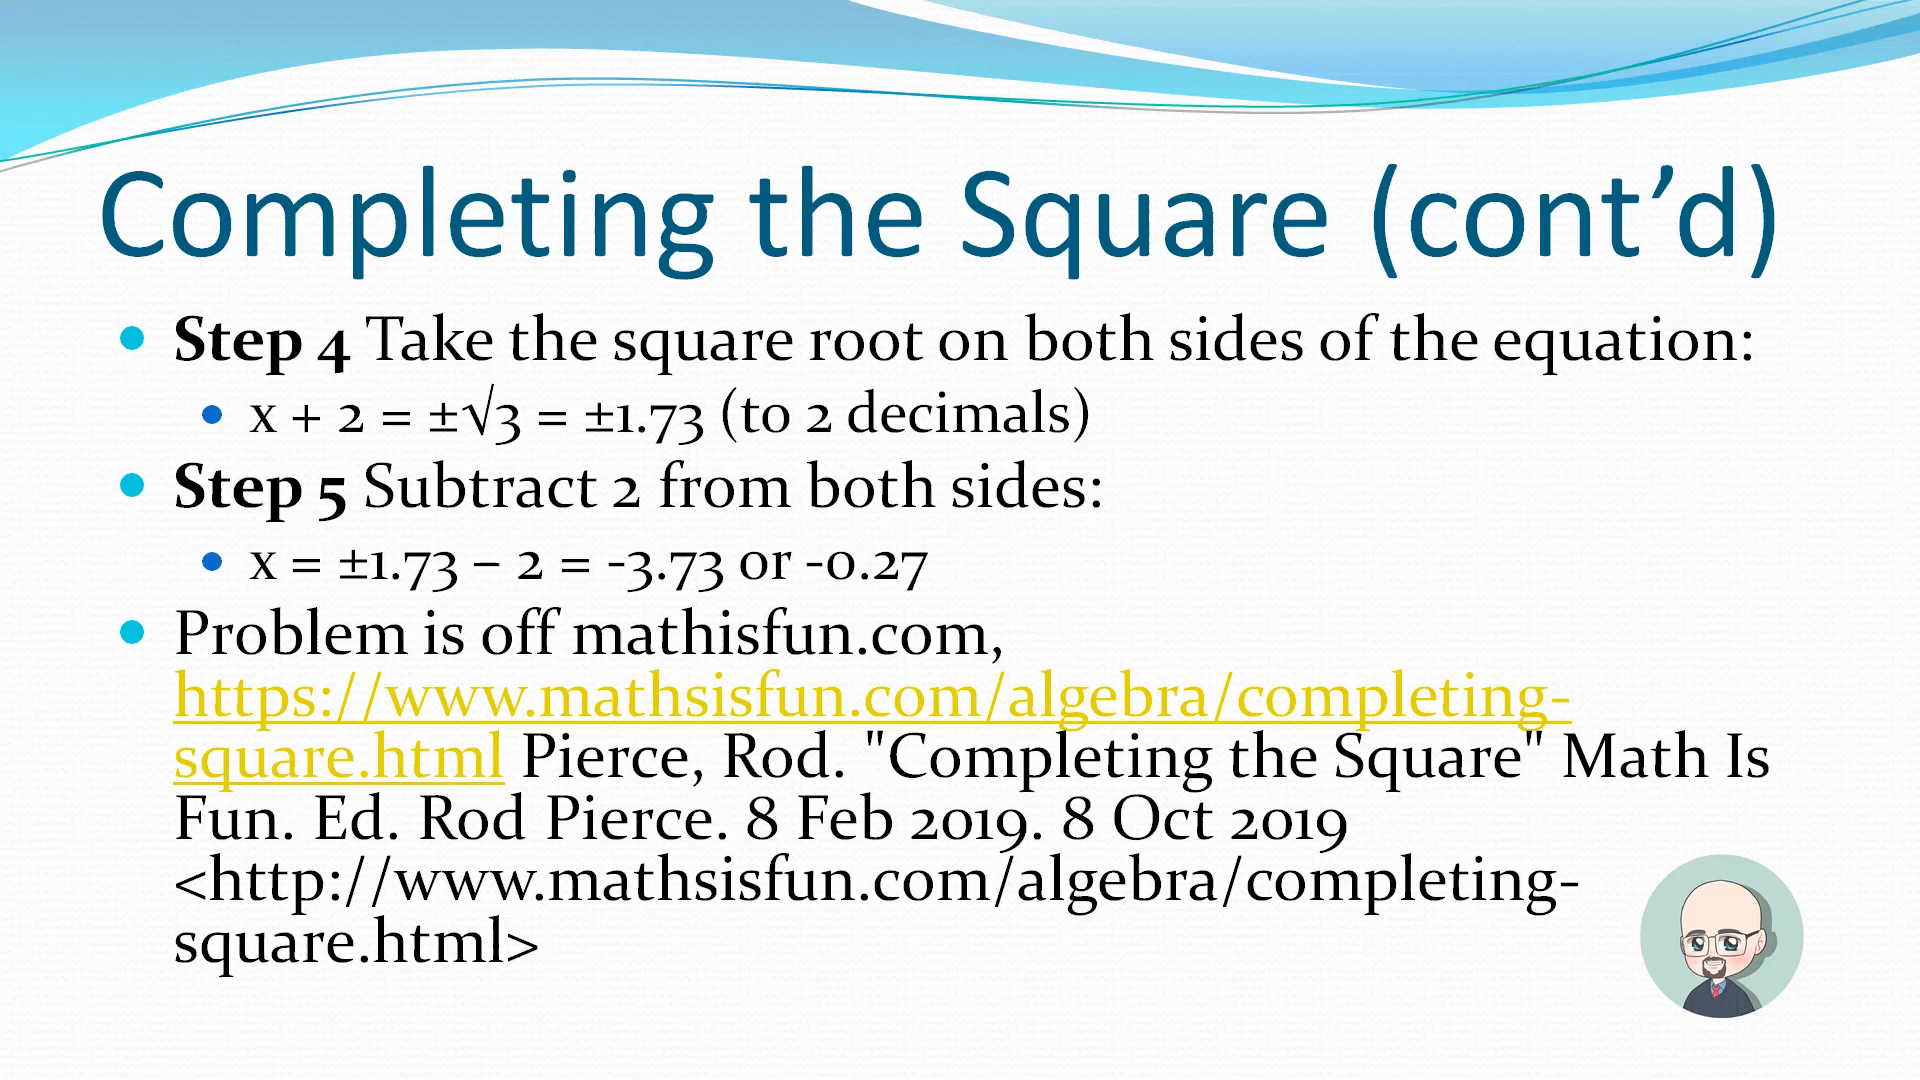 Completing the Square (cont’d)
Step 4 Take the square root on both sides of the equation:
x + 2 = ±√3 = ±1.73 (to 2 decimals)
Step 5 Subtract 2 from both sides:
x = ±1.73 – 2 = -3.73 or -0.27
Problem is off mathisfun.com,
https://www.mathsisfun.com/algebra/completing-
square.html Pierce, Rod. "Completing the Square" Math Is
Fun. Ed. Rod Pierce. 8 Feb 2019. 8 Oct 2019
<http://www.mathsisfun.com/algebra/completing-
square.html>